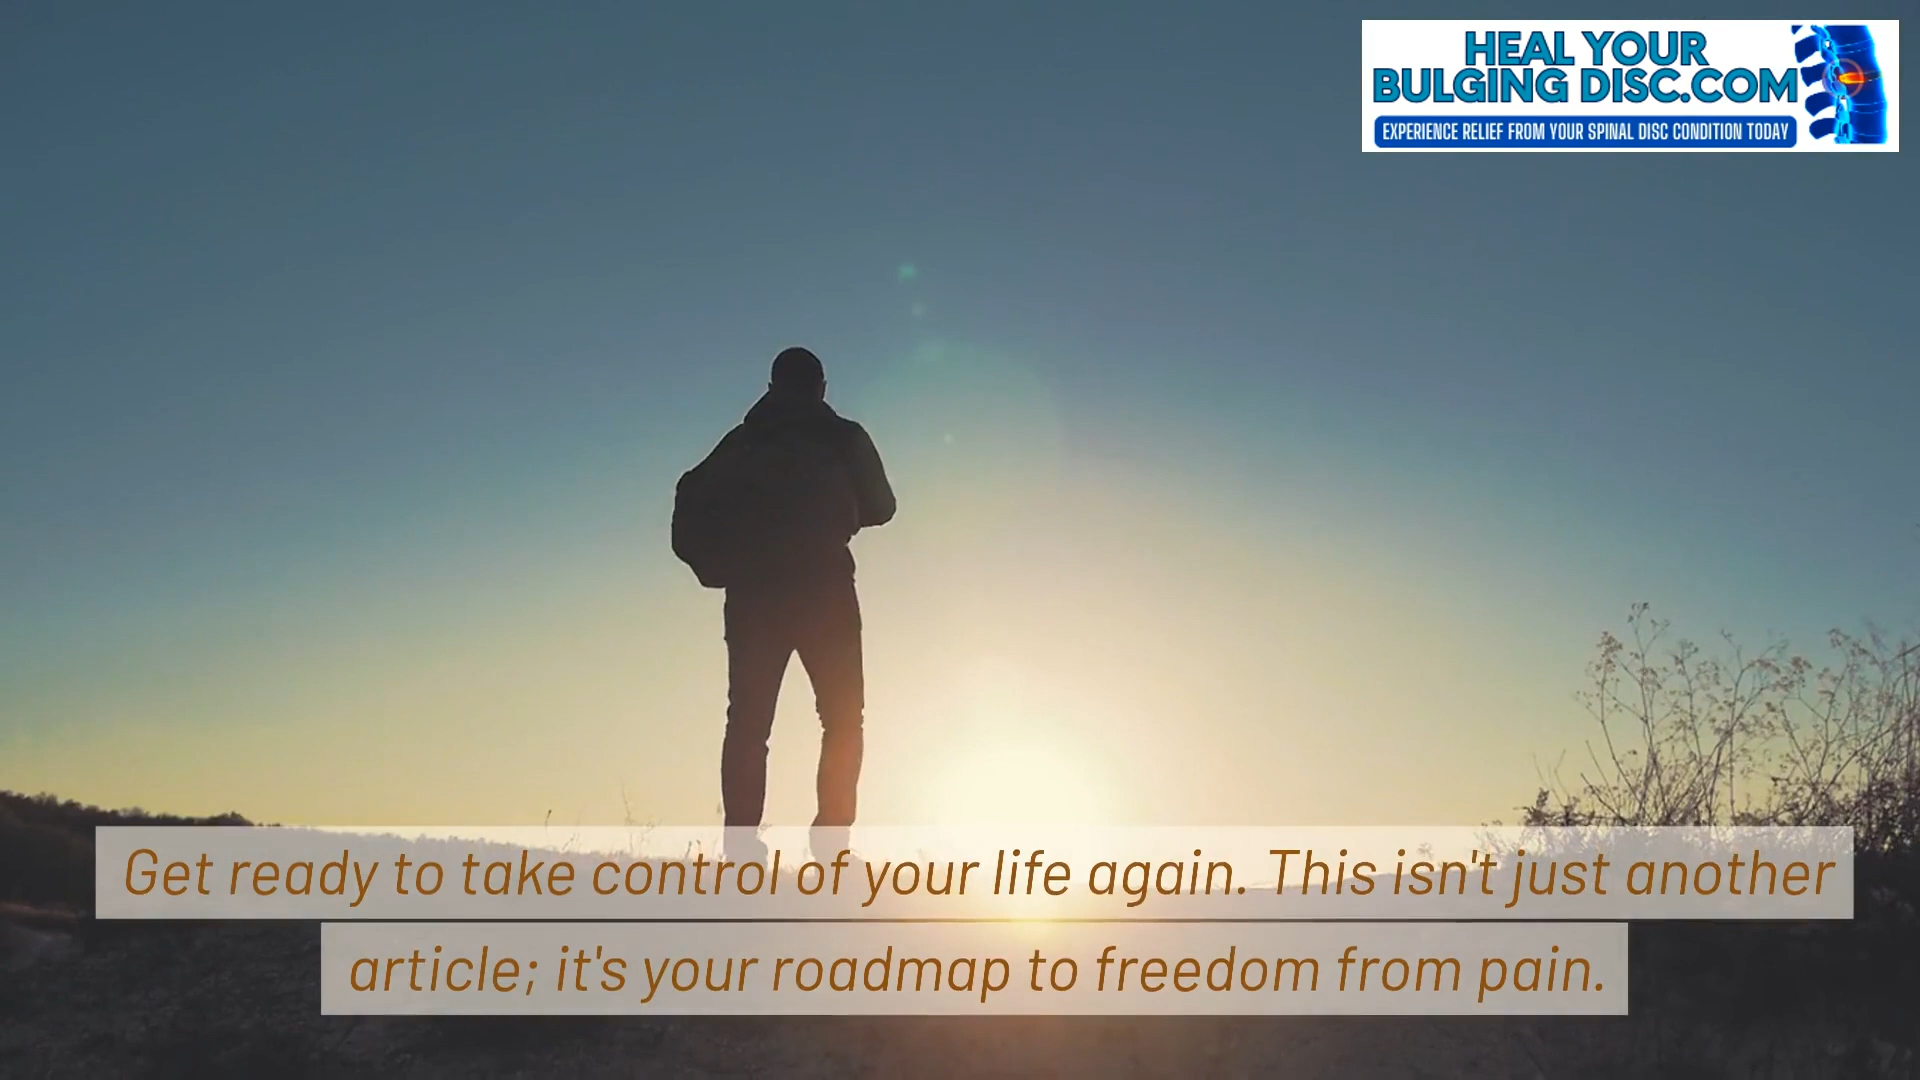 HEAL YOUR
BULGING DISC.COM
EXPERIENCE RELIEF FROM YOUR SPINAL DISC CONDITION TODAY
Get ready to take control of your life again. This isn't just another
article; it's your roadmap to freedom from pain.